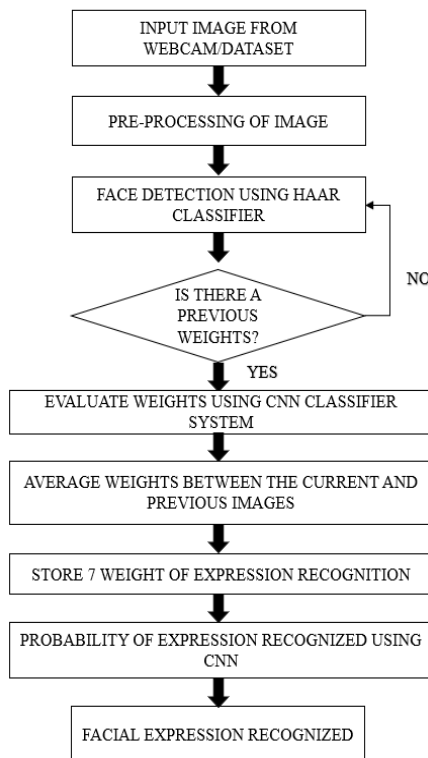 INPUT IMAGE FROM
WEBCAM/DATASET
PRE-PROCESSING OF IMAGE
FACE DETECTION USING HAAR
CLASSIFIER
IS THERE A
PREVIOUS
WEIGHTS?
NO
YES
EVALUATE WEIGHTS USING CNN CLASSIFIER
SYSTEM
AVERAGE WEIGHTS BETWEEN THE CURRENT AND
PREVIOUS IMAGES
STORE 7 WEIGHT OF EXPRESSION RECOGNITION
PROBABILITY OF EXPRESSION RECOGNIZED USING
CNN
FACIAL EXPRESSION RECOGNIZED